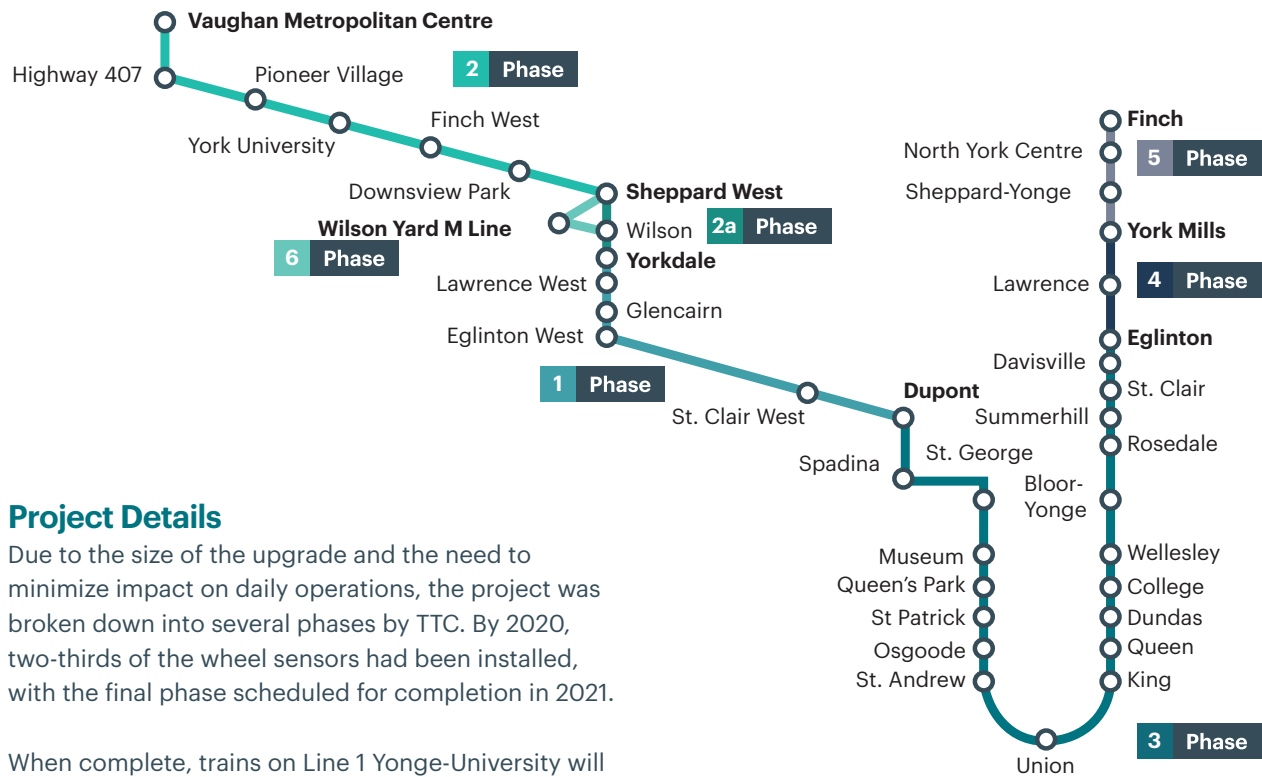 Vaughan Metropolitan Centre
Highway 407
Pioneer Village
2 Phase
York University
Finch West
Downsview Park
Sheppard West
Wilson Yard M Line
Wilson
2a Phase
6 Phase
Yorkdale
Lawrence West
Glencairn
Eglinton West
1 Phase
St. Clair West
Dupont
Spadina
St. George
Museum
Queen's Park
St Patrick
Osgoode
St. Andrew
Union
3 Phase
King
Queen
Dundas
College
Wellesley
Bloor-
Yonge
Rosedale
Summerhill
St. Clair
Davisville
Eglinton
4 Phase
Lawrence
York Mills
Sheppard-Yonge
5 Phase
North York Centre
Finch
Project Details
Due to the size of the upgrade and the need to
minimize impact on daily operations, the project was
broken down into several phases by TTC. By 2020,
two-thirds of the wheel sensors had been installed,
with the final phase scheduled for completion in 2021.
When complete, trains on Line 1 Yonge-University will